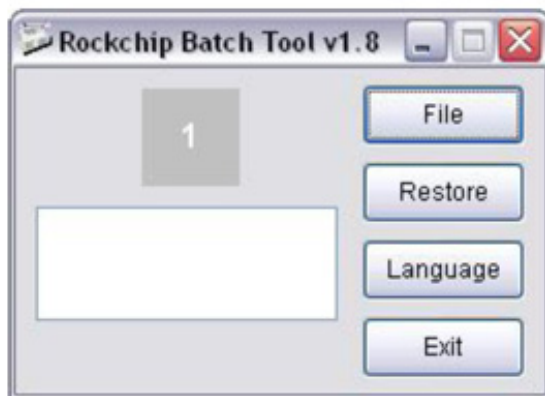 Rockchip Batch Tool v1.8
1
File
Restore
Language
Exit